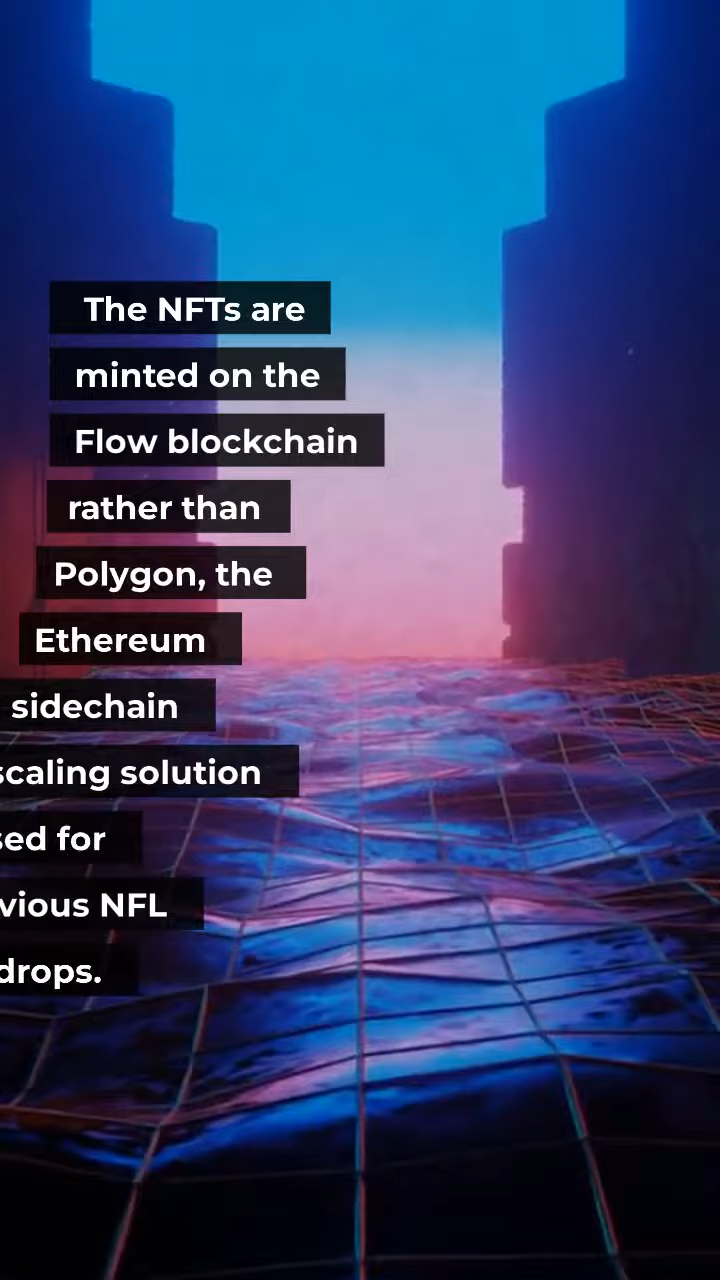 The NFTs are
minted on the
Flow blockchain
rather than
Polygon, the
Ethereum
sidechain
scaling solution
sed for
vious NFL
drops.